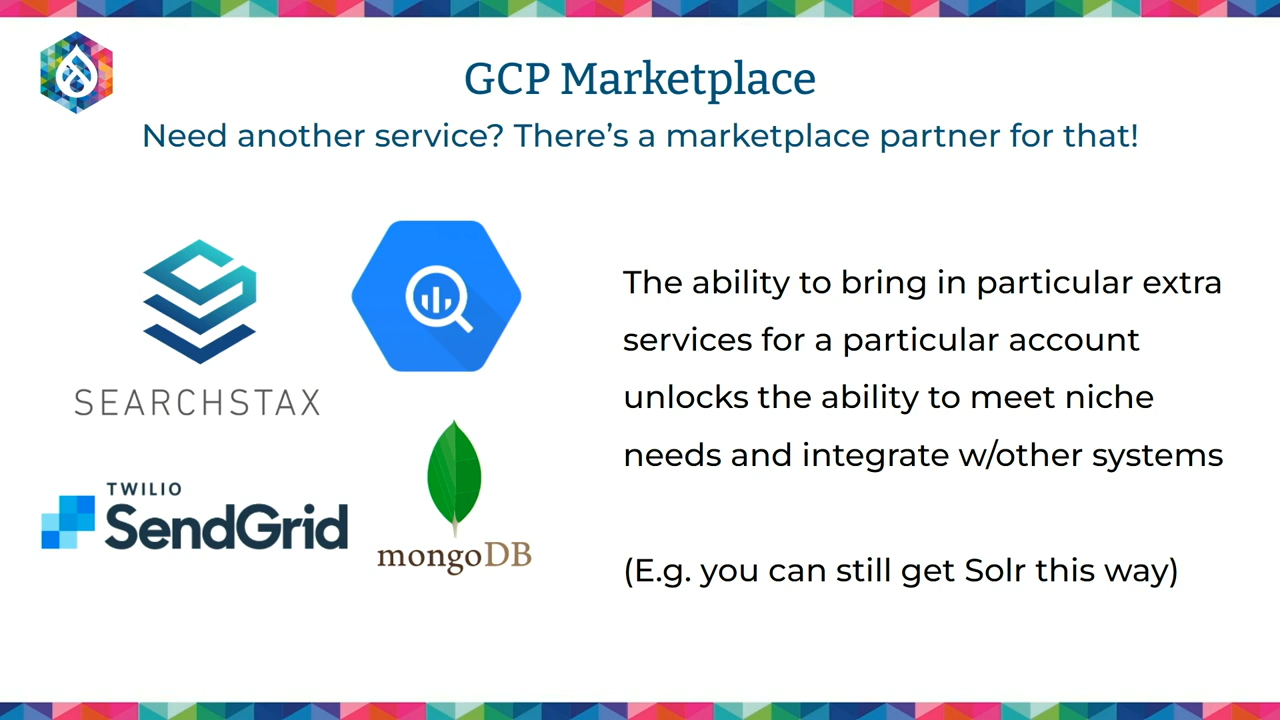 GCP Marketplace
Need another service? There's a marketplace partner for that!
SEARCHSTAX
TWILIO
SendGrid
mongoDB
The ability to bring in particular extra
services for a particular account
unlocks the ability to meet niche
needs and integrate w/other systems
(E.g. you can still get Solr this way)